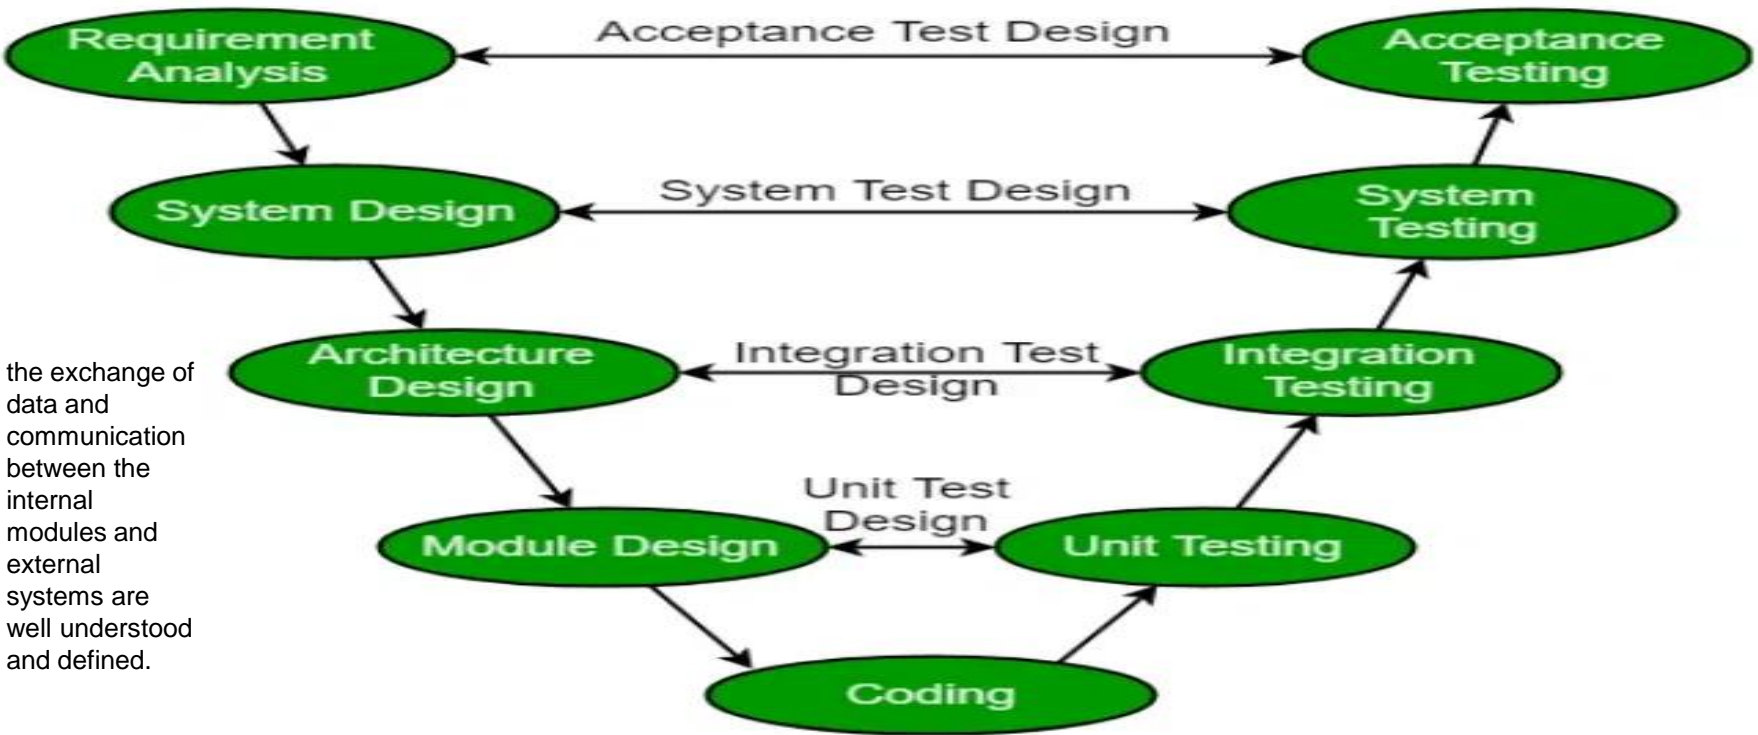 Requirement
Analysis
Acceptance Test Design
Acceptance
Testing
System Design
System Test Design
System
Testing
the exchange of
data and
communication
between the
internal
modules and
external
systems are
well understood
and defined.
Architecture
Design
Integration Test
Design
Integration
Testing
Module Design
Unit Test
Design
Unit Testing
Coding